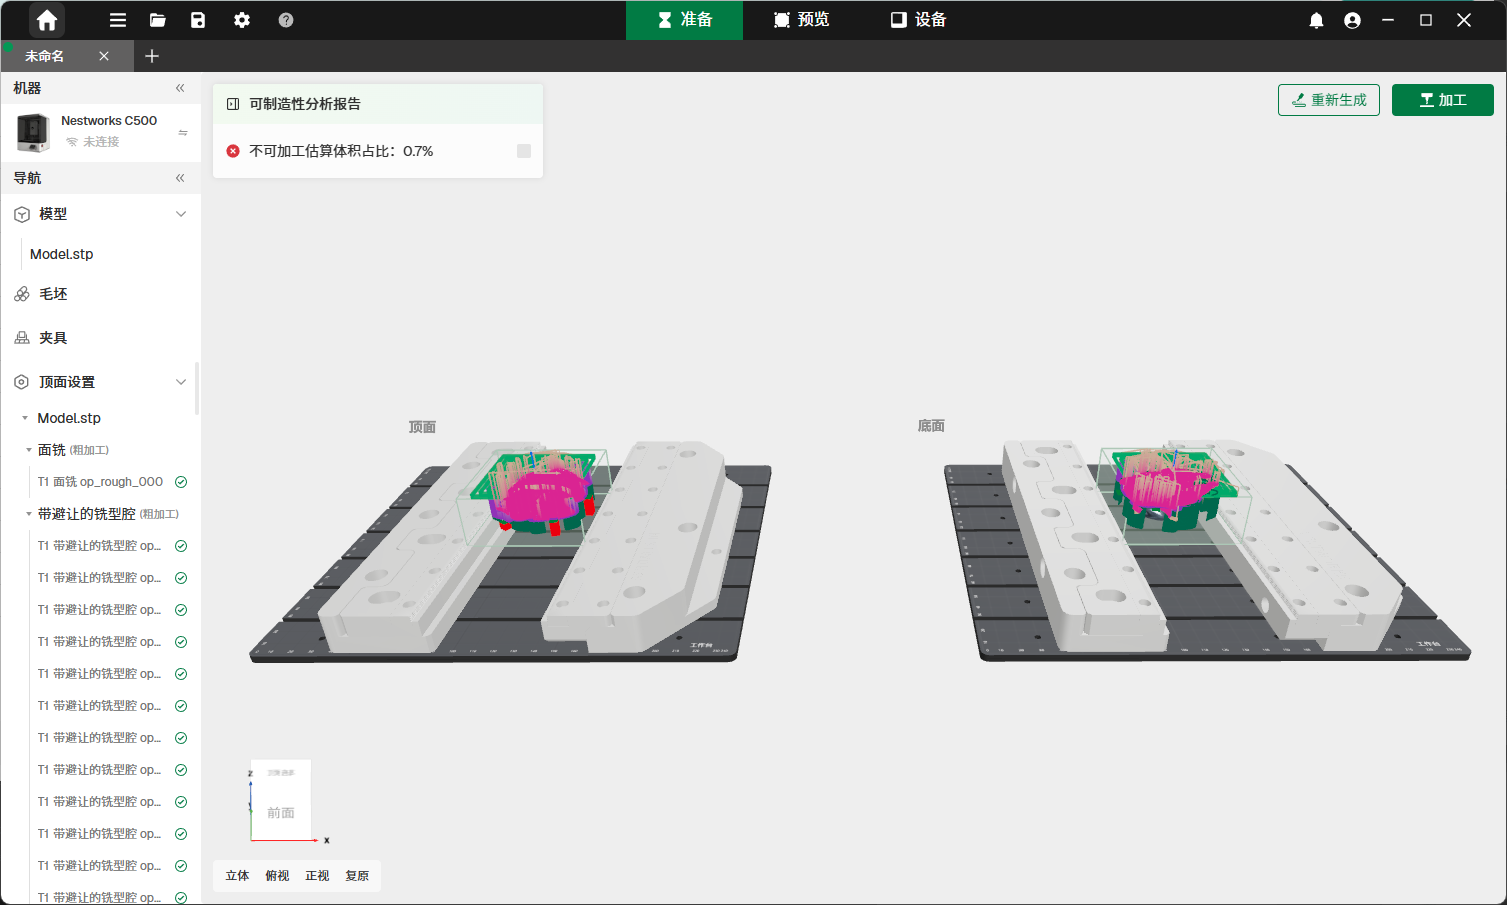 准备
预览
设备
未命名
机器
Nestworks C500
未连接
导航
模型
Model.stp
毛坯
夹具
顶面设置
Model.stp
面铣 (粗加工)
T1 面铣 op_rough_000
带避让的铣型腔 (粗加工)
T1 带避让的铣型腔 op...
T1 带避让的铣型腔 op...
T1 带避让的铣型腔 op...
T1 带避让的铣型腔 op...
T1 带避让的铣型腔 op...
T1 带避让的铣型腔 op...
T1 带避让的铣型腔 op...
T1 带避让的铣型腔 op...
T1 带避让的铣型腔 op...
T1 带避让的铣型腔 op...
T1 带避让的铣型腔 op...
T1 带避让的铣型腔 op...
可制造性分析报告
不可加工估算体积占比：0.7%
重新生成
加工
顶面
底面
工作台
工作台
Z
前面
X
立体
俯视
正视
复原